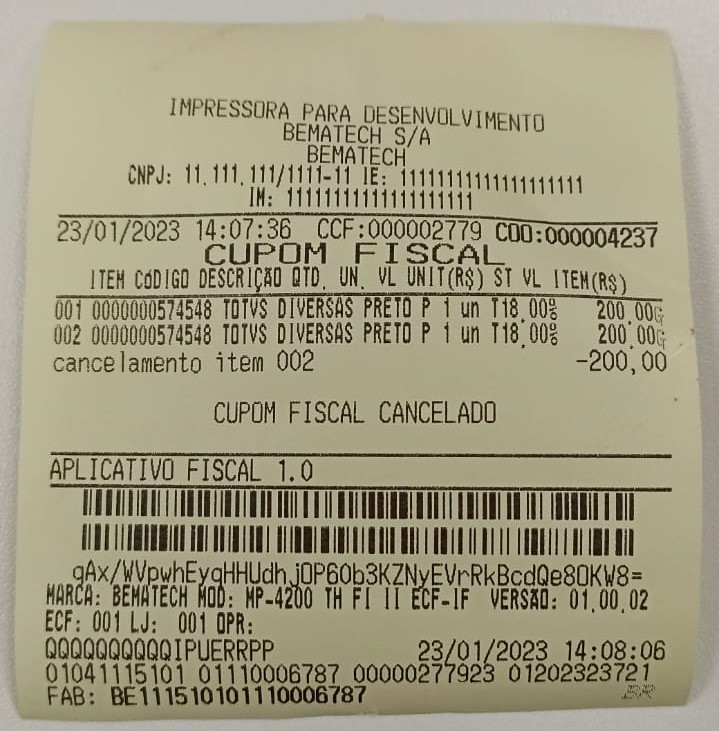 IMPRESSORA PARA DESENVOLVIMENTO
BEMATECH S/A
BEMATECH
CNPJ: 11.111.111/1111-11 IE: 11111111111111111111
IM: 11111111111111111111
23/01/2023 14:07:36 CCF:000002779 COO:000004237
CUPOM FISCAL
ITEM CóDIGO DESCRIÇãO QTD. UN. VL UNIT(R$) ST VL ITEM(R$)
001 0000000574548 TOTVS DIVERSAS PRETO P 1 un T18,00% 200,00G
002 0000000574548 TOTVS DIVERSAS PRETO P 1 un T18,00% 200,00G
cancelamento item 002 -200,00
CUPOM FISCAL CANCELADO
APLICATIVO FISCAL 1.0
qAx/WVpwhEyqHHUdhjOP60b3KZNyEVrRkBcdQe8OKW8=
MARCA: BEMATECH MOD: MP-4200 TH FI II ECF-IF VERSãO: 01.00.02
ECF: 001 LJ: 001 OPR:
QQQQQQQQQQIPUERRPP 23/01/2023 14:08:06
01041115101 01110006787 00000277923 01202323721
FAB: BE111510101110006787 BR